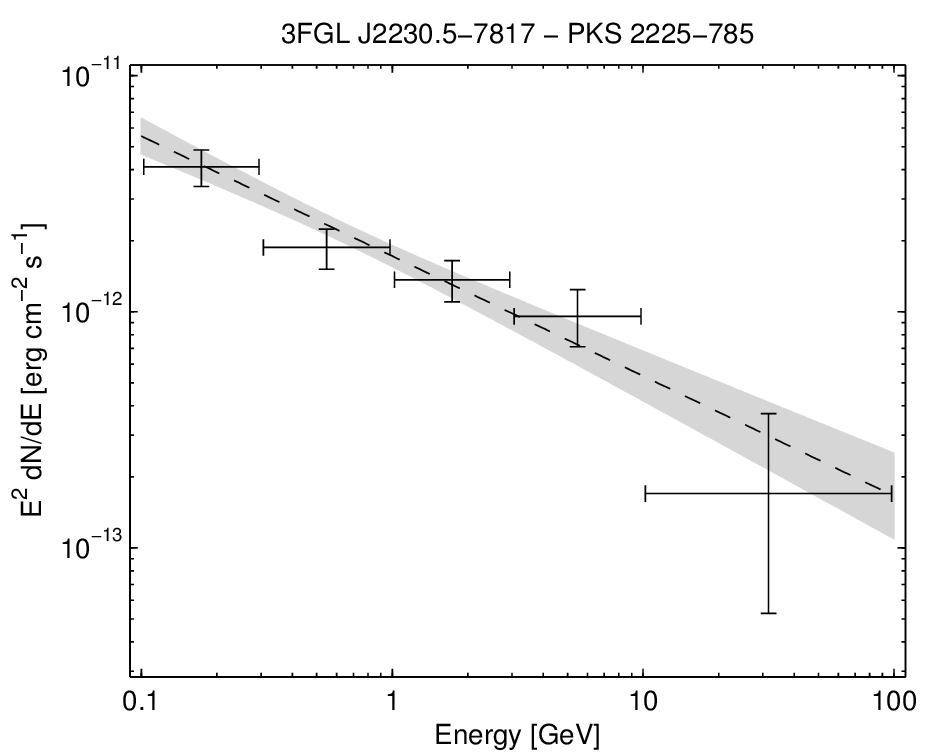 3FGL J2230.5−7817 − PKS 2225−785
10⁻¹¹
10⁻¹²
10⁻¹³
E² dN/dE [erg cm⁻² s⁻¹]
0.1 1 10 100
Energy [GeV]